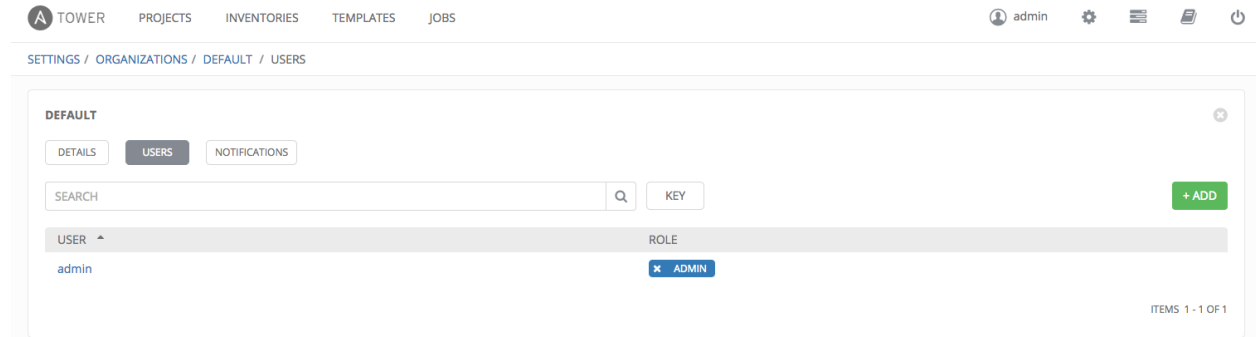 A TOWER PROJECTS INVENTORIES TEMPLATES JOBS admin
SETTINGS / ORGANIZATIONS / DEFAULT / USERS
DEFAULT
DETAILS USERS NOTIFICATIONS
SEARCH KEY + ADD
USER ROLE
admin × ADMIN
ITEMS 1 - 1 OF 1